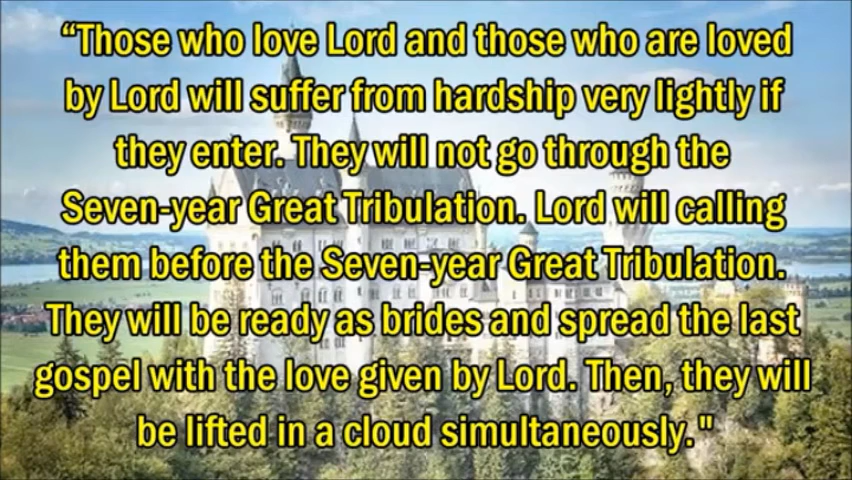 “Those who love Lord and those who are loved
by Lord will suffer from hardship very lightly if
they enter. They will not go through the
Seven-year Great Tribulation. Lord will calling
them before the Seven-year Great Tribulation.
They will be ready as brides and spread the last
gospel with the love given by Lord. Then, they will
be lifted in a cloud simultaneously."